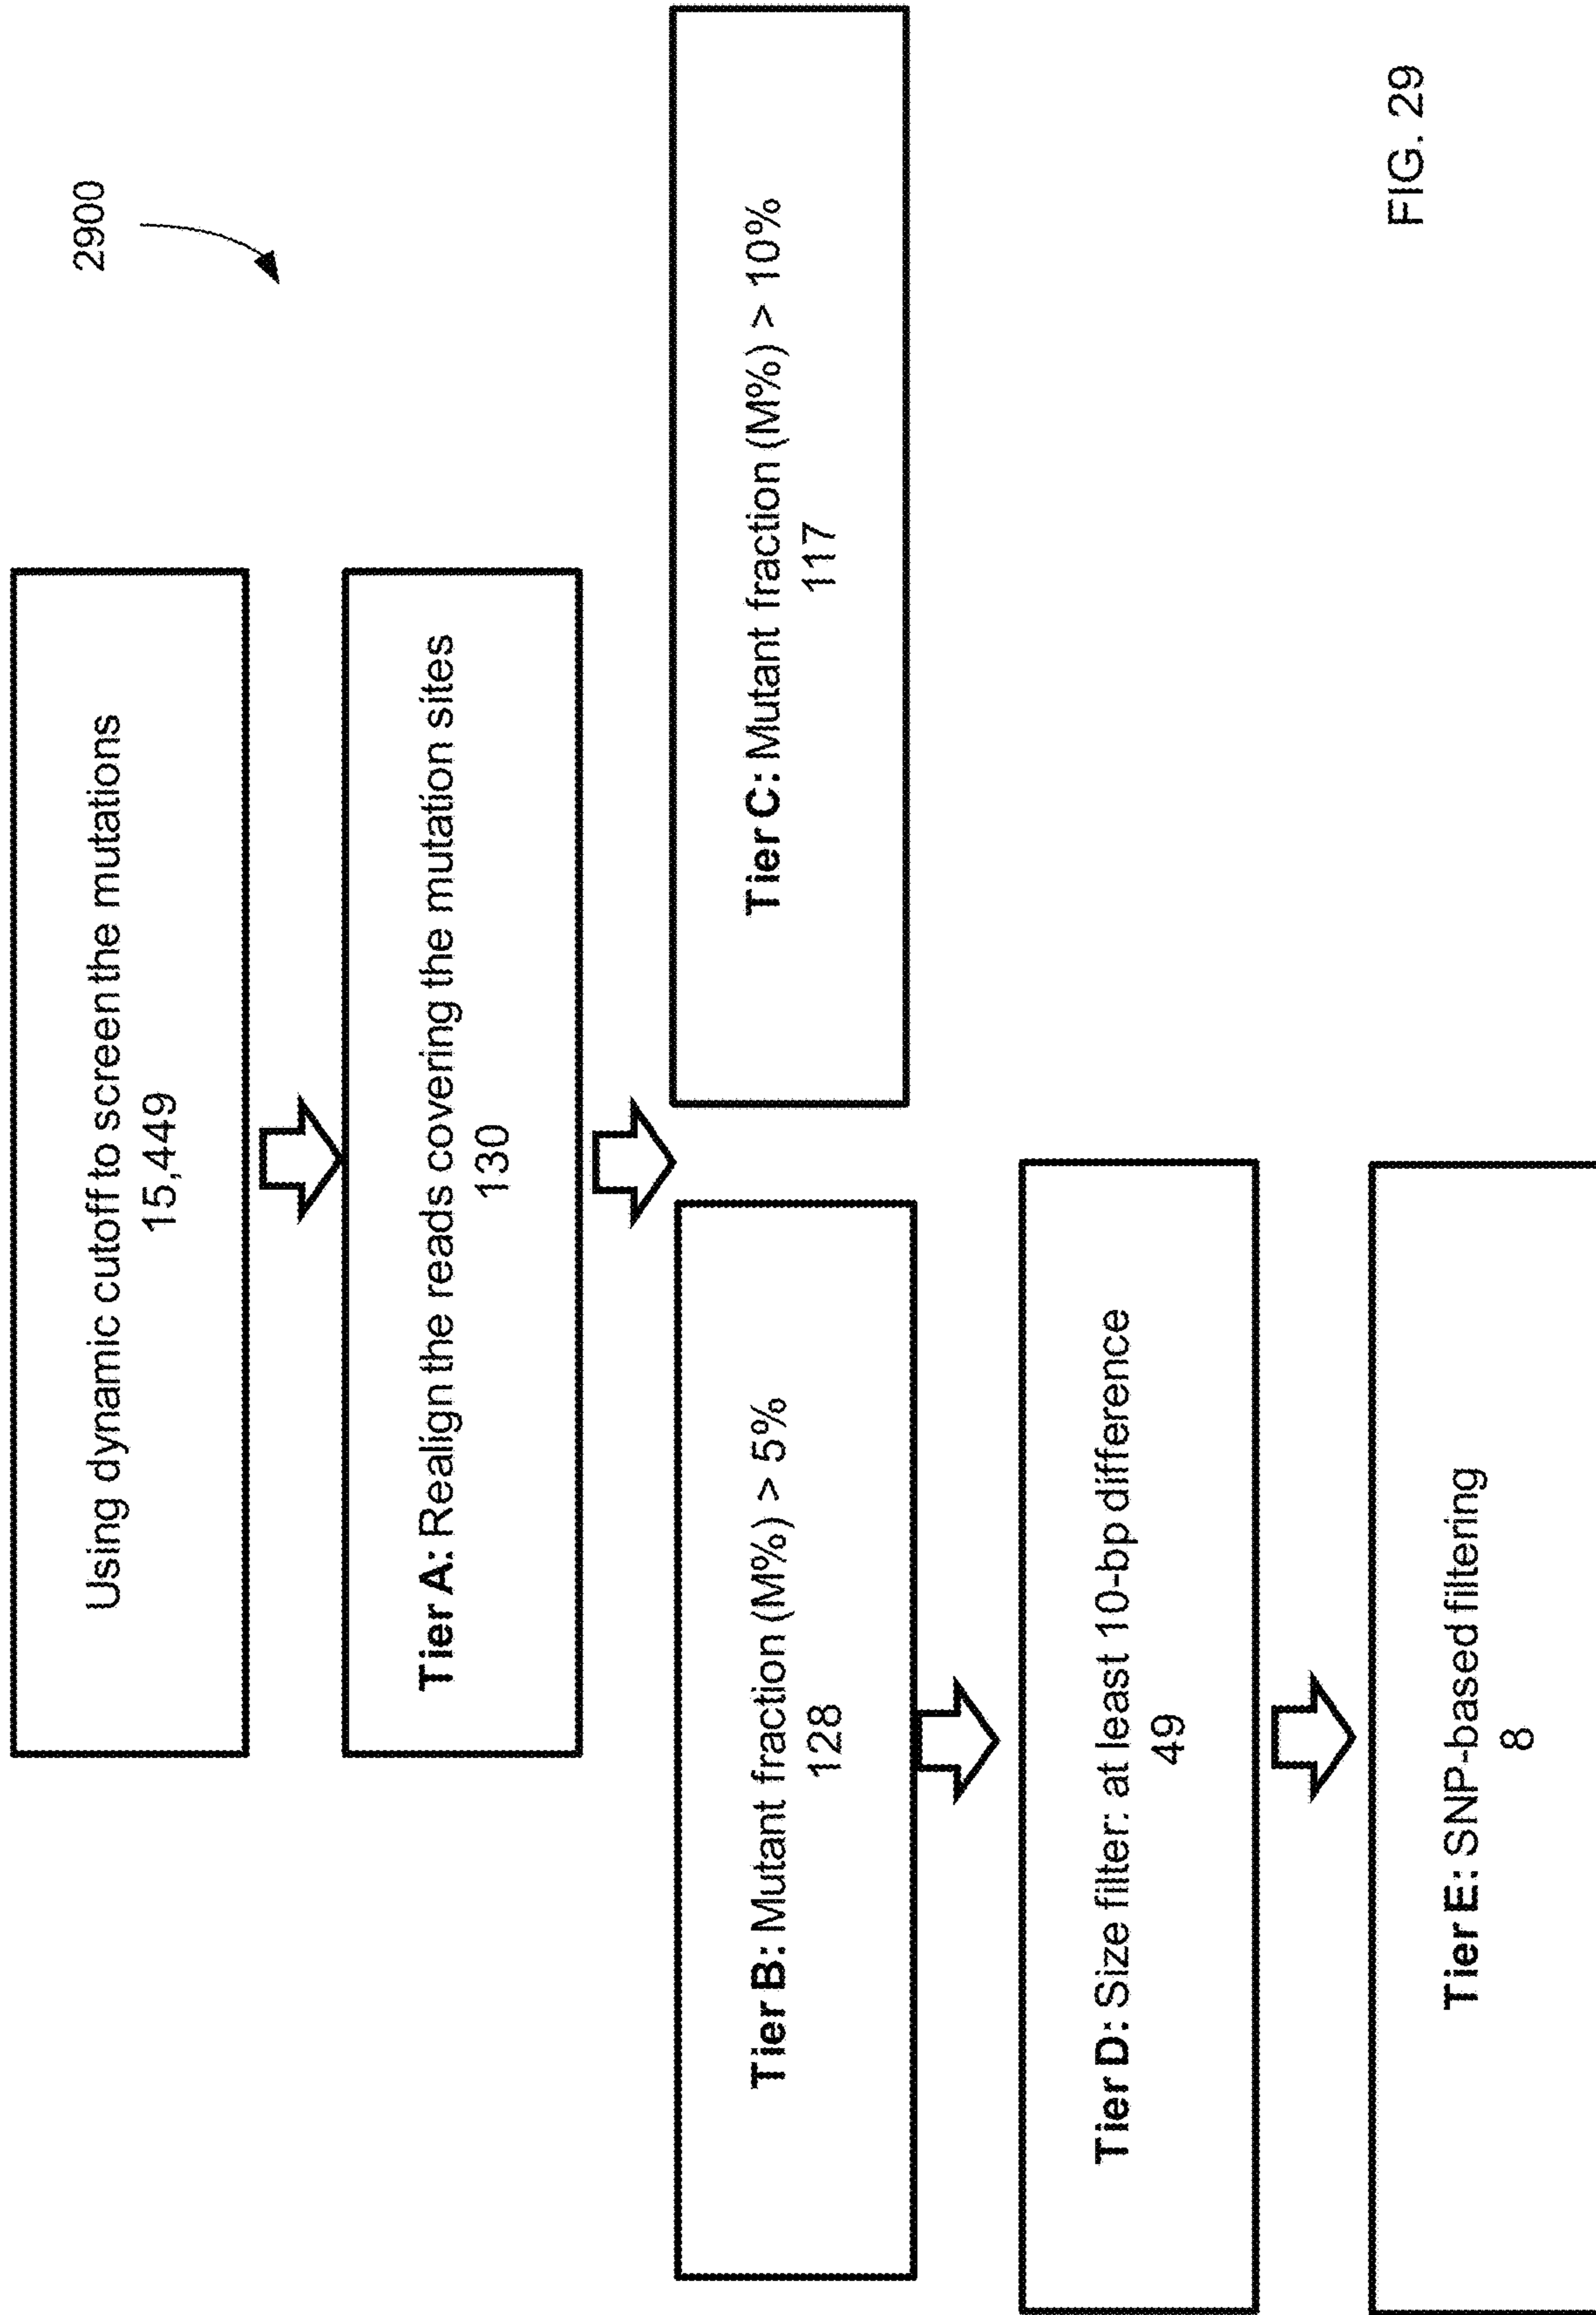 2900
Using dynamic cutoff to screen the mutations
15,449
Tier A: Realign the reads covering the mutation sites
130
Tier B: Mutant fraction (M%) > 5%
128
Tier C: Mutant fraction (M%) > 10%
117
Tier D: Size filter: at least 10-bp difference
49
Tier E: SNP-based filtering
8
FIG. 29